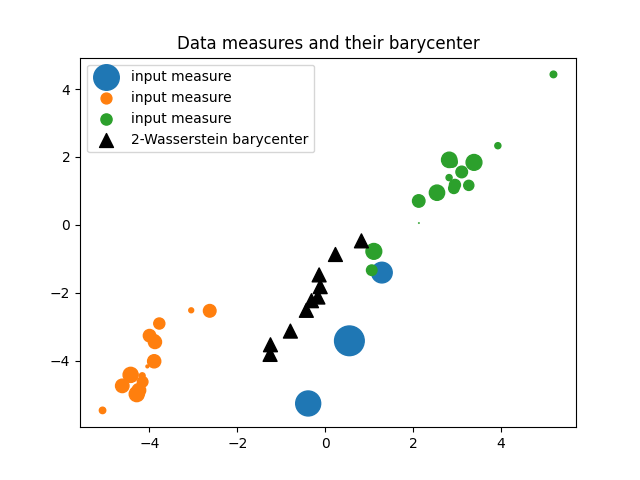 Data measures and their barycenter
input measure
input measure
input measure
2-Wasserstein barycenter
4
2
0
−2
−4
−4
−2
0
2
4